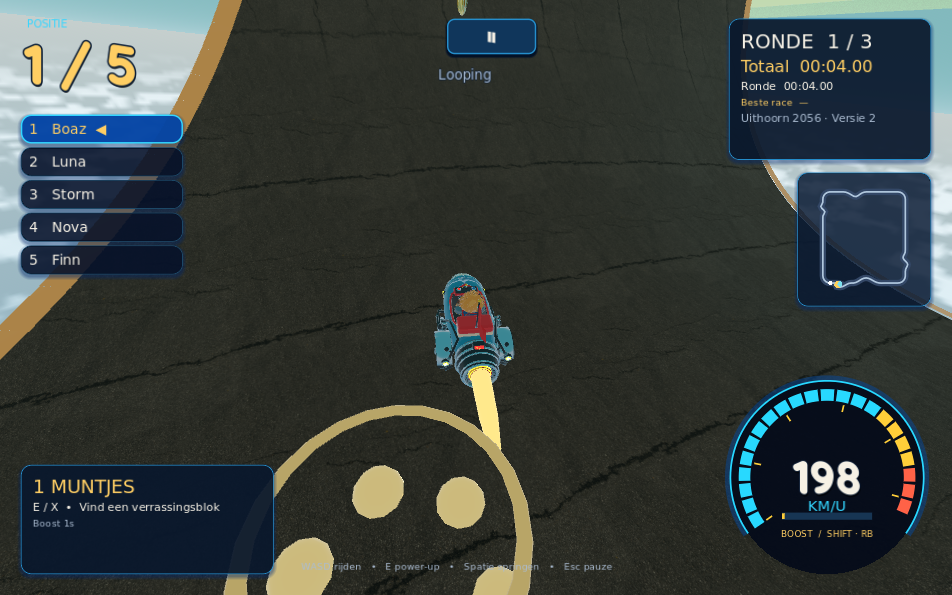 POSITIE
1 / 5
1 Boaz ◀
2 Luna
3 Storm
4 Nova
5 Finn
Looping
RONDE 1 / 3
Totaal 00:04.00
Ronde 00:04.00
Beste race —
Uithoorn 2056 · Versie 2
198
KM/U
BOOST / SHIFT · RB
1 MUNTJES
E / X • Vind een verrassingsblok
Boost 1s
rijden • E power-up • Spatie springen • Esc pauze